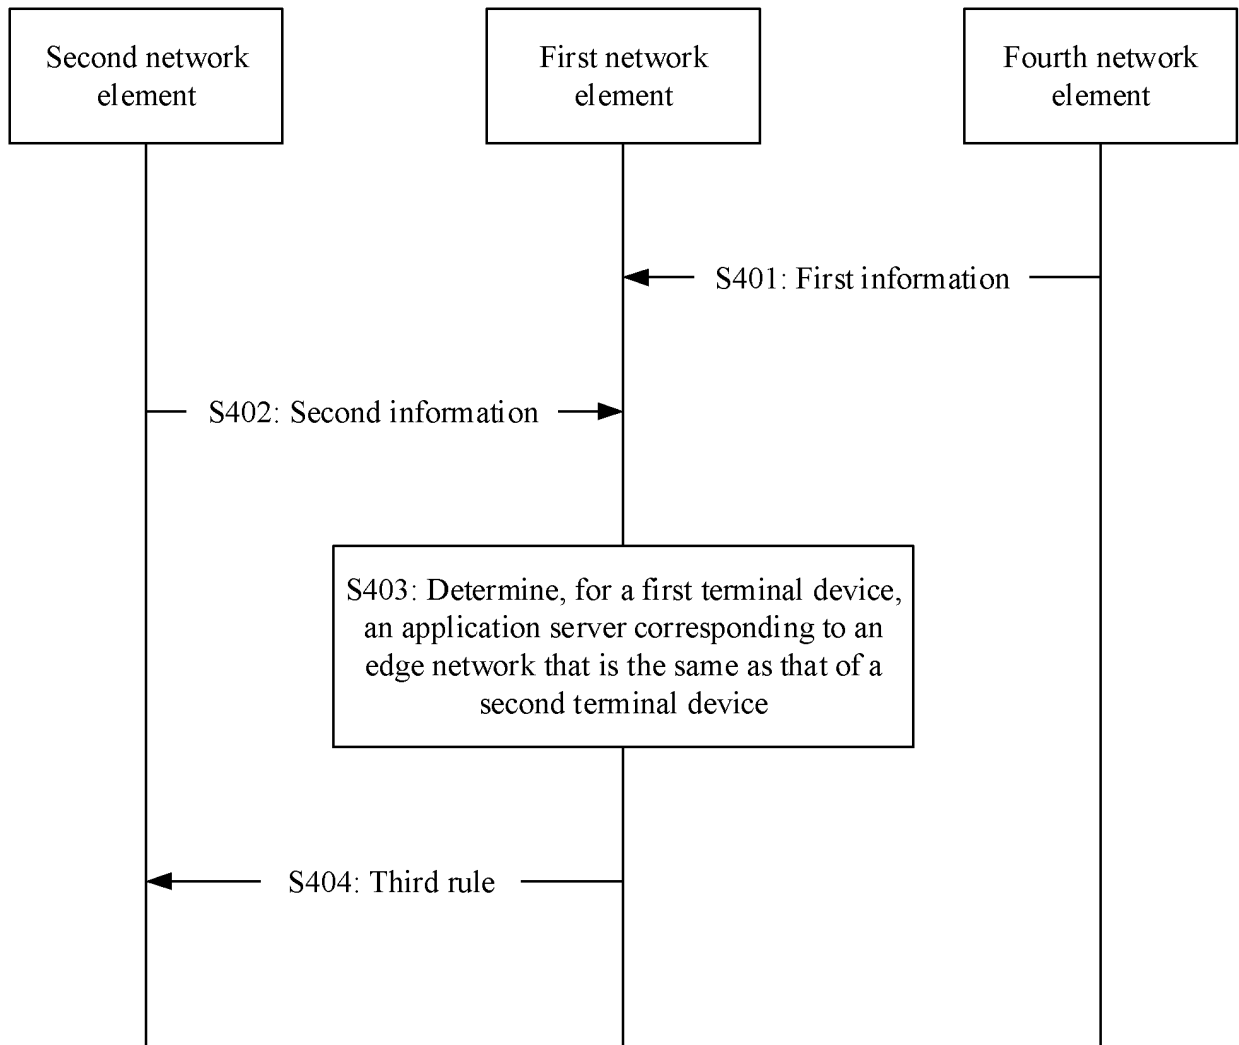 Second network
element
First network
element
Fourth network
element
S401: First information
S402: Second information
S403: Determine, for a first terminal device,
an application server corresponding to an
edge network that is the same as that of a
second terminal device
S404: Third rule